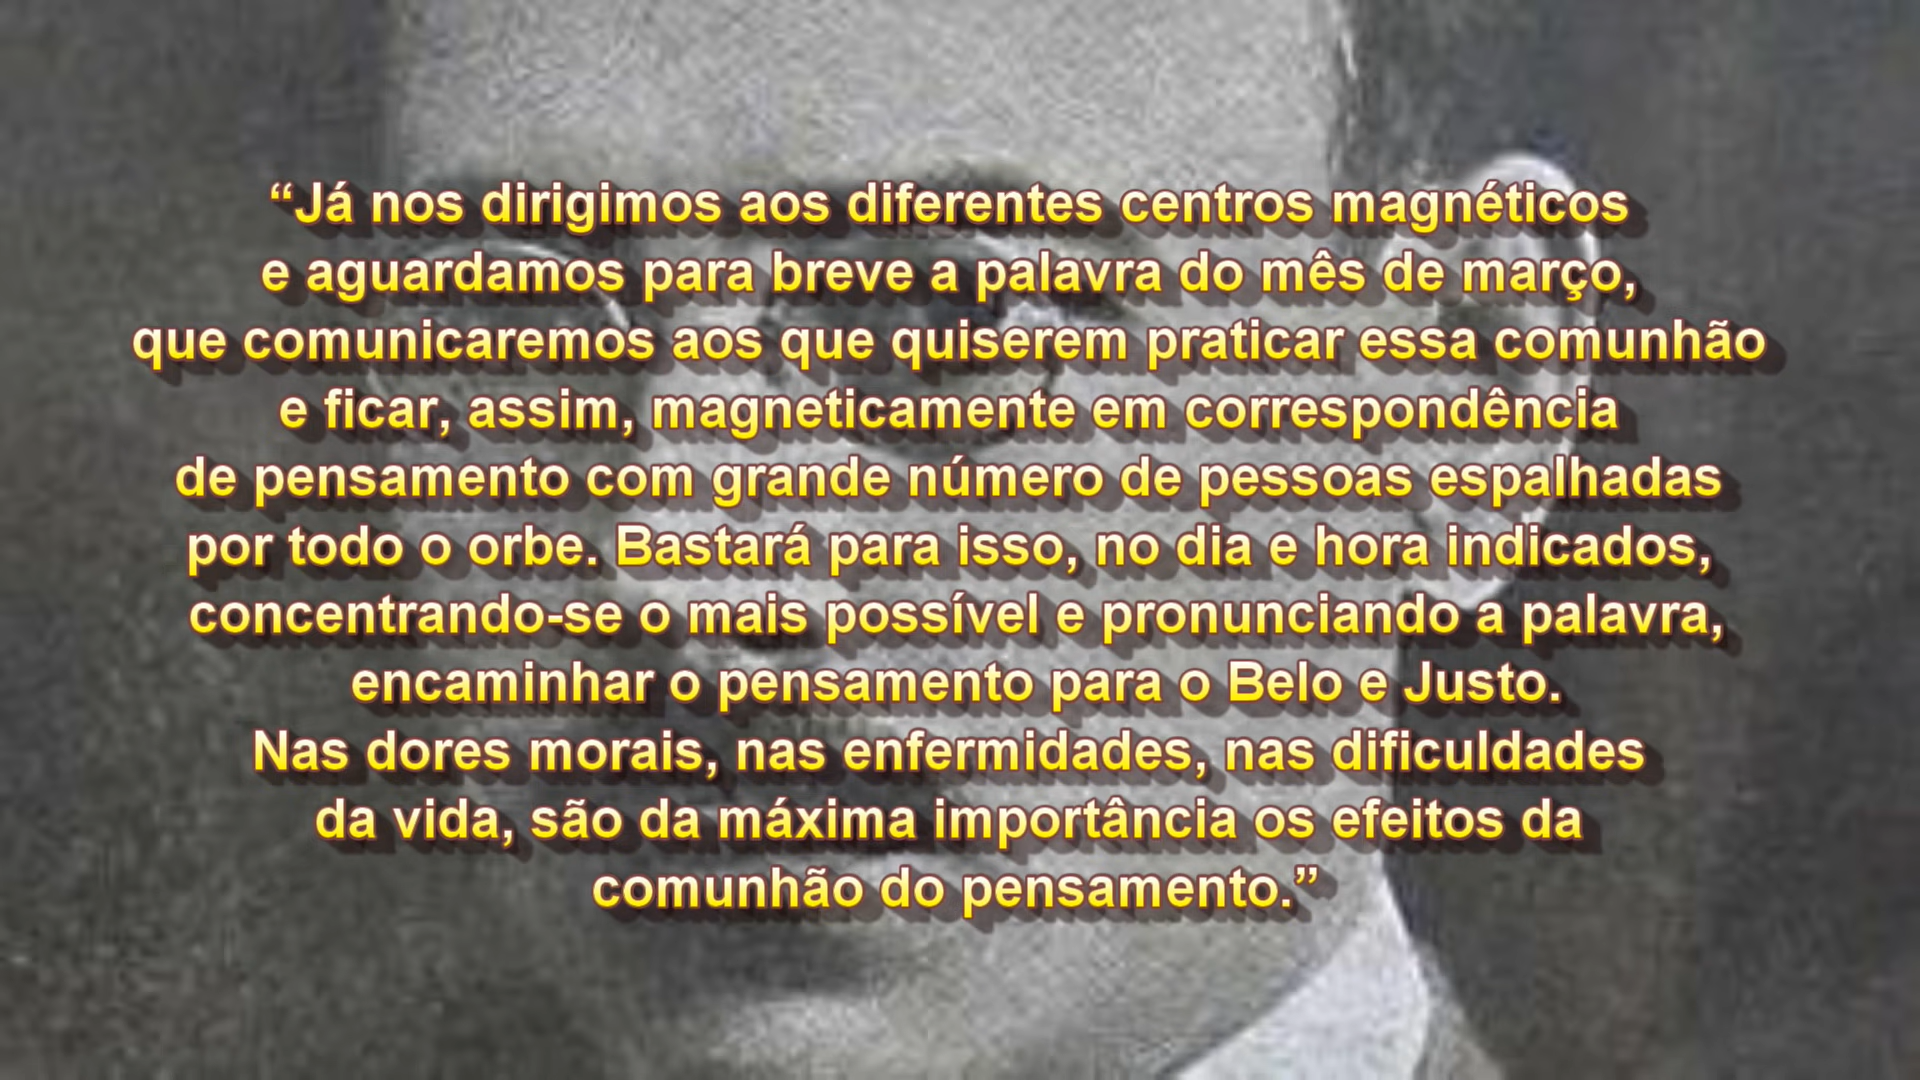 “Já nos dirigimos aos diferentes centros magnéticos
e aguardamos para breve a palavra do mês de março,
que comunicaremos aos que quiserem praticar essa comunhão
e ficar, assim, magneticamente em correspondência
de pensamento com grande número de pessoas espalhadas
por todo o orbe. Bastará para isso, no dia e hora indicados,
concentrando-se o mais possível e pronunciando a palavra,
encaminhar o pensamento para o Belo e Justo.
Nas dores morais, nas enfermidades, nas dificuldades
da vida, são da máxima importância os efeitos da
comunhão do pensamento.”